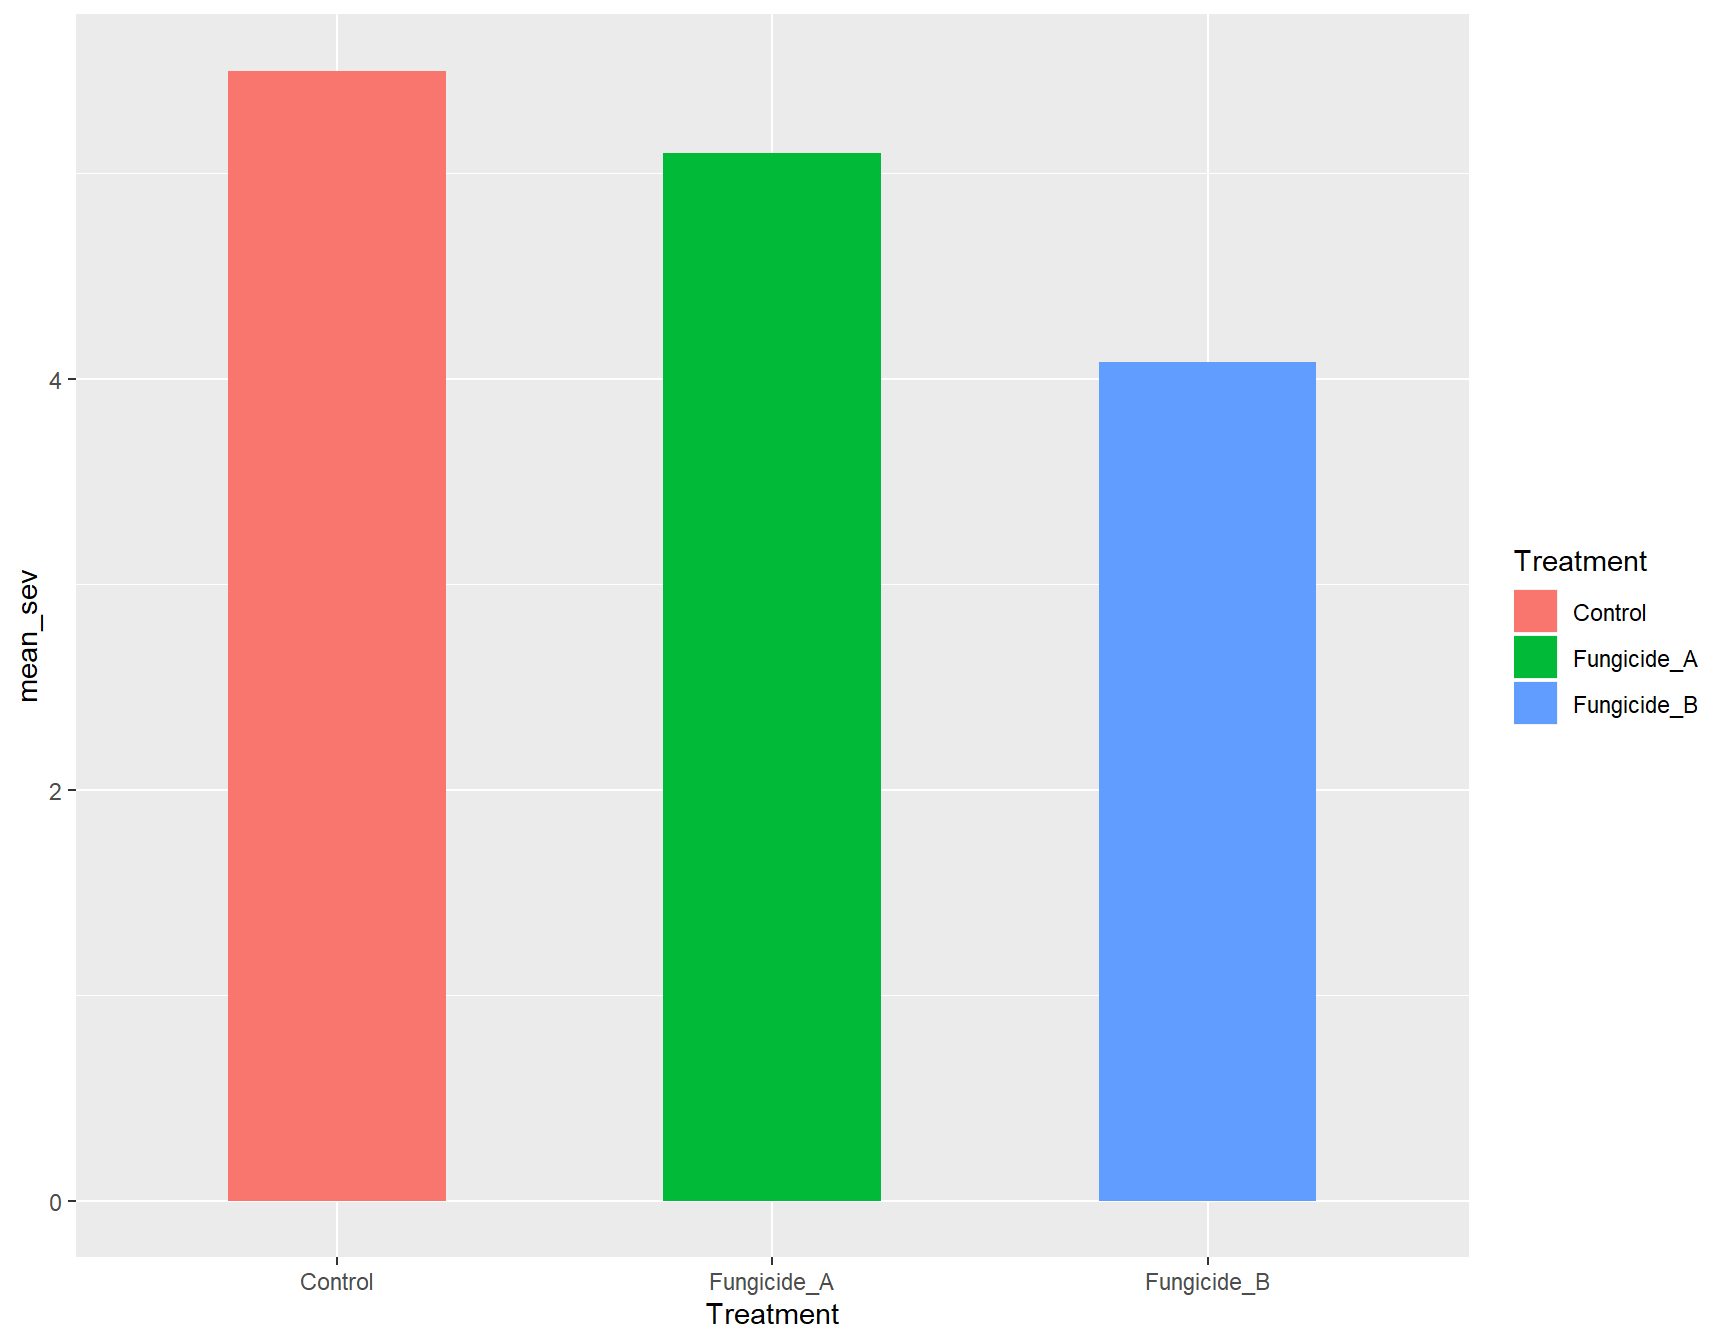 mean_sev
4
2
0
Control
Fungicide_A
Fungicide_B
Treatment
Treatment
Control
Fungicide_A
Fungicide_B